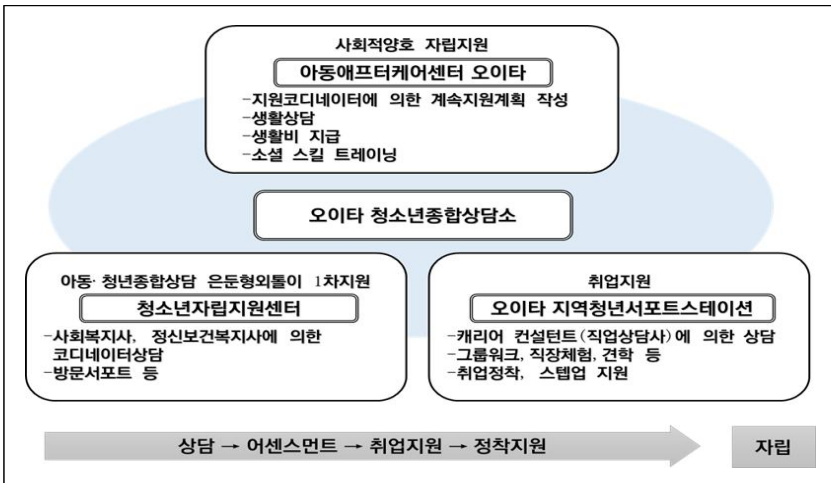 사회적양호 자립지원
아동애프터케어센터 오이타
-지원코디네이터에 의한 계속지원계획 작성
-생활상담
-생활비 지급
-소셜 스킬 트레이닝
오이타 청소년종합상담소
아동·청년종합상담 은둔형외톨이 1차지원
청소년자립지원센터
-사회복지사, 정신보건복지사에 의한
코디네이터상담
-방문서포트 등
취업지원
오이타 지역청년서포트스테이션
-캐리어 컨설턴트(직업상담사)에 의한 상담
-그룹워크, 직장체험, 견학 등
-취업정착, 스텝업 지원
상담 → 어센스먼트 → 취업지원 → 정착지원
자립